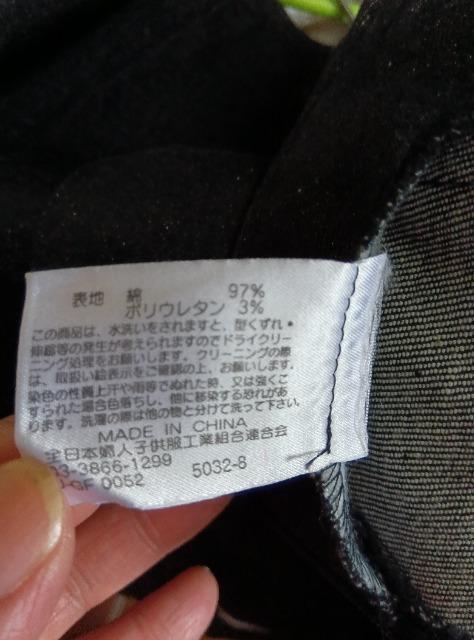 表地 綿 97%
ポリウレタン 3%
この商品は、水洗いをされますと、型くずれ・
伸縮等の発生が考えられますのでドライクリー
ニング処理をお願いします。クリーニングの際
は、取扱い絵表示をご確認の上、お願いします。
染色の性質上汗や雨等でぬれた時、又は強くこ
すられた場合色落ちし、他に移染する恐れがあ
ります。洗濯の際は他の物と分けて洗って下さい。
MADE IN CHINA
全日本婦人子供服工業組合連合会
03-3866-1299
GF 0052 5032-8